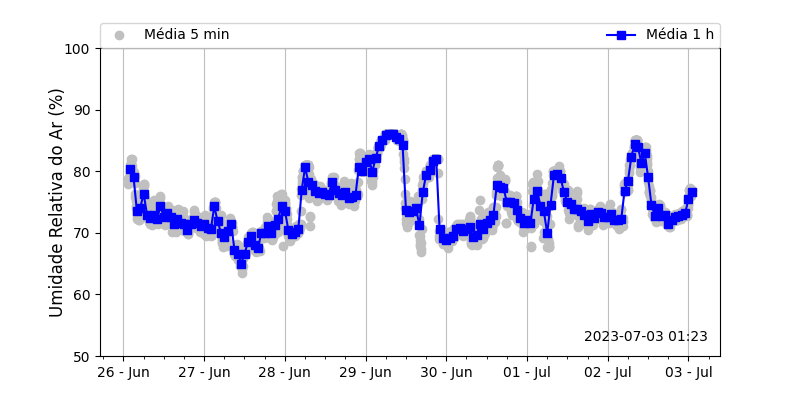 Média 5 min
Média 1 h
Umidade Relativa do Ar (%)
100
90
80
70
60
50
2023-07-03 01:23
26 - Jun
27 - Jun
28 - Jun
29 - Jun
30 - Jun
01 - Jul
02 - Jul
03 - Jul